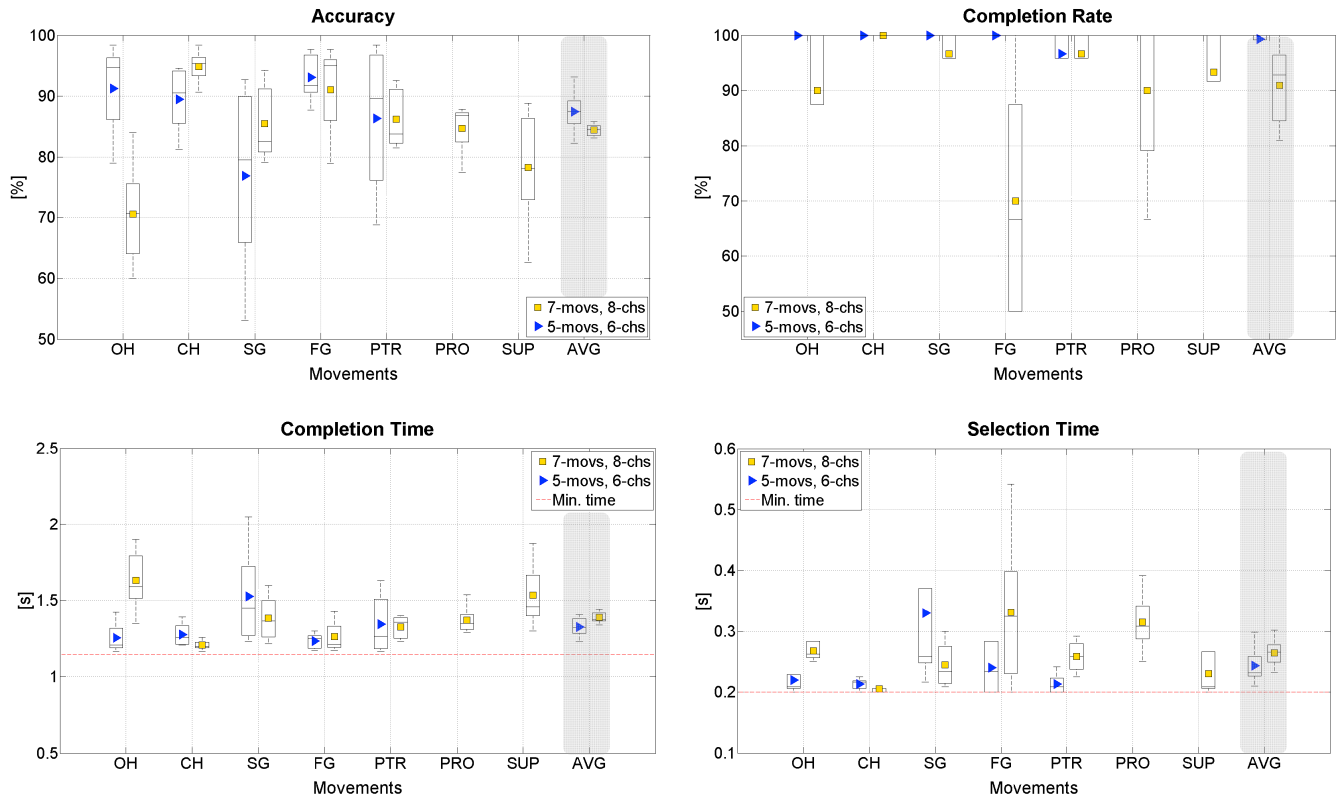 Accuracy
100
90
80
70
60
50
[%]
7-movs, 8-chs
5-movs, 6-chs
OH CH SG FG PTR PRO SUP AVG
Movements
Completion Rate
100
90
80
70
60
50
[%]
7-movs, 8-chs
5-movs, 6-chs
OH CH SG FG PTR PRO SUP AVG
Movements
Completion Time
2.5
2
1.5
1
0.5
[s]
7-movs, 8-chs
5-movs, 6-chs
Min. time
OH CH SG FG PTR PRO SUP AVG
Movements
Selection Time
0.6
0.5
0.4
0.3
0.2
0.1
[s]
7-movs, 8-chs
5-movs, 6-chs
Min. time
OH CH SG FG PTR PRO SUP AVG
Movements